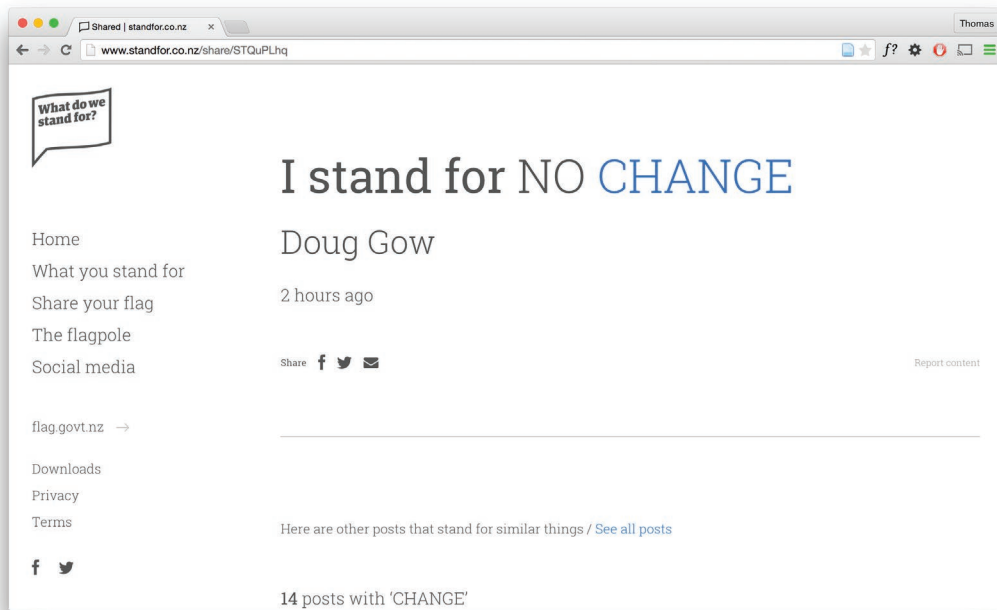 Shared | standfor.co.nz
Thomas
www.standfor.co.nz/share/STQuPLhq
f?
What do we
stand for?
I stand for NO CHANGE
Doug Gow
2 hours ago
Share
Report content
Home
What you stand for
Share your flag
The flagpole
Social media
flag.govt.nz →
Downloads
Privacy
Terms
Here are other posts that stand for similar things / See all posts
14 posts with 'CHANGE'